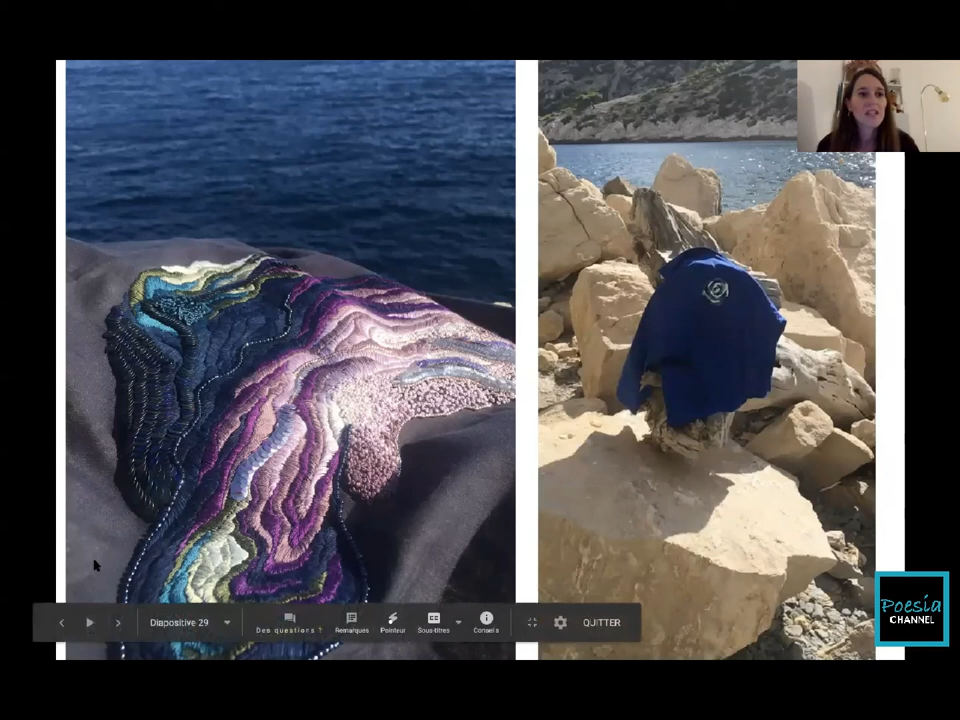 Diapositive 29
Des questions ?
Remarques
Pointeur
Sous-titres
Conseils
QUITTER
Poesia
CHANNEL